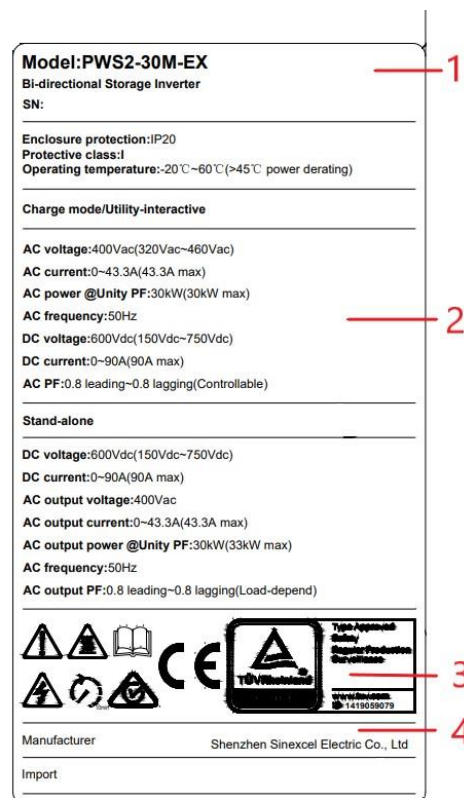 Model:PWS2-30M-EX
1
Bi-directional Storage Inverter
SN:
Enclosure protection:IP20
Protective class:I
Operating temperature:-20℃~60℃(>45℃ power derating)
Charge mode/Utility-interactive
AC voltage:400Vac(320Vac~460Vac)
AC current:0~43.3A(43.3A max)
AC power @Unity PF:30kW(30kW max)
AC frequency:50Hz
2
DC voltage:600Vdc(150Vdc~750Vdc)
DC current:0~90A(90A max)
AC PF:0.8 leading~0.8 lagging(Controllable)
Stand-alone
DC voltage:600Vdc(150Vdc~750Vdc)
DC current:0~90A(90A max)
AC output voltage:400Vac
AC output current:0~43.3A(43.3A max)
AC output power @Unity PF:30kW(33kW max)
AC frequency:50Hz
AC output PF:0.8 leading~0.8 lagging(Load-depend)
CE
TÜVRheinland
Type Approved
Safety
Regular Production
Surveillance
www.tuv.com
ID 1419059079
3
4
Manufacturer Shenzhen Sinexcel Electric Co., Ltd
Import